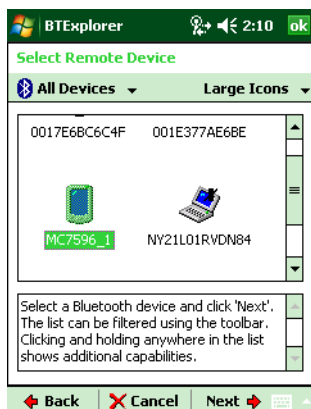 BTExplorer 2:10 ok
Select Remote Device
All Devices Large Icons
0017E6BC6C4F 001E377AE6BE
MC7596_1 NY21L01RVDN84
Select a Bluetooth device and click 'Next'.
The list can be filtered using the toolbar.
Clicking and holding anywhere in the list
shows additional capabilities.
Back Cancel Next